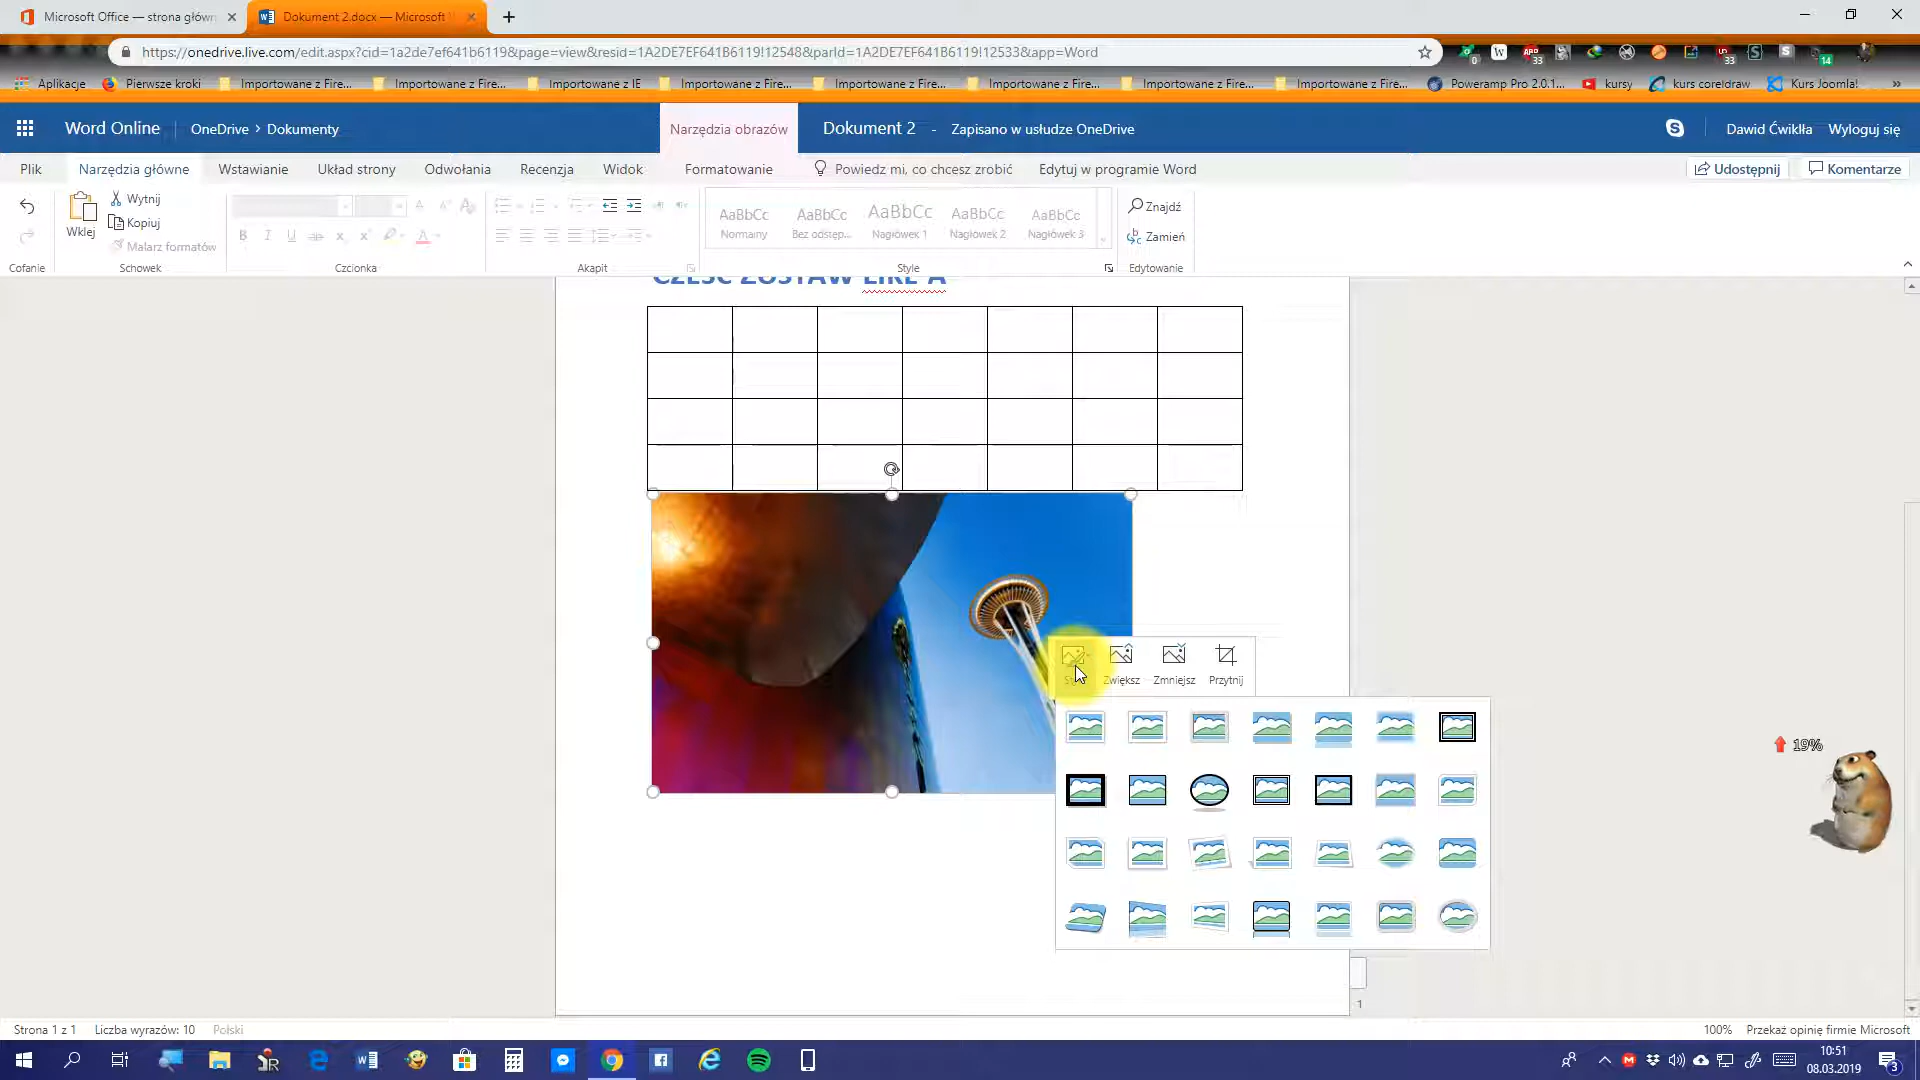 Microsoft Office — strona główn
Dokument 2.docx — Microsoft
https://onedrive.live.com/edit.aspx?cid=1a2de7ef641b6119&page=view&resid=1A2DE7EF641B6119!12548&parId=1A2DE7EF641B6119!12533&app=Word
Aplikacje
Pierwsze kroki
Importowane z Fire...
Importowane z Fire...
Importowane z IE
Importowane z Fire...
Importowane z Fire...
Importowane z Fire...
Importowane z Fire...
Importowane z Fire...
Poweramp Pro 2.0.1...
kursy
kurs coreldraw
Kurs Joomla!
Word Online
OneDrive > Dokumenty
Narzędzia obrazów
Dokument 2 - Zapisano w usłudze OneDrive
Dawid Ćwiklła
Wyloguj się
Plik
Narzędzia główne
Wstawianie
Układ strony
Odwołania
Recenzja
Widok
Formatowanie
Powiedz mi, co chcesz zrobić
Edytuj w programie Word
Udostępnij
Komentarze
Wklej
Wytnij
Kopiuj
Malarz formatów
AaBbCc
Normalny
AaBbCc
Bez odstęp...
AaBbCc
Nagłówek 1
AaBbCc
Nagłówek 2
AaBbCc
Nagłówek 3
Znajdź
Zamień
Cofanie
Schowek
Czcionka
Akapit
Style
Edytowanie
CZEŚĆ ZOSTAW LIKE'A
Zwiększ
Zmniejsz
Przytnij
19%
1
Strona 1 z 1
Liczba wyrazów: 10
Polski
100%
Przekaż opinię firmie Microsoft
10:51
08.03.2019
3